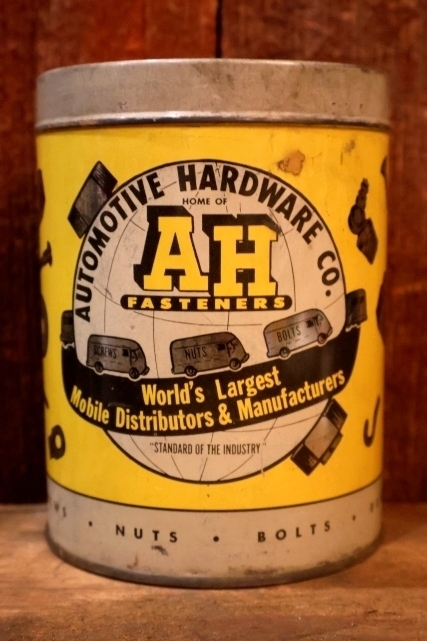 AUTOMOTIVE HARDWARE CO.
HOME OF
AH
FASTENERS
SCREWS
NUTS
BOLTS
World's Largest
Mobile Distributors & Manufacturers
"STANDARD OF THE INDUSTRY"
• NUTS • BOLTS •